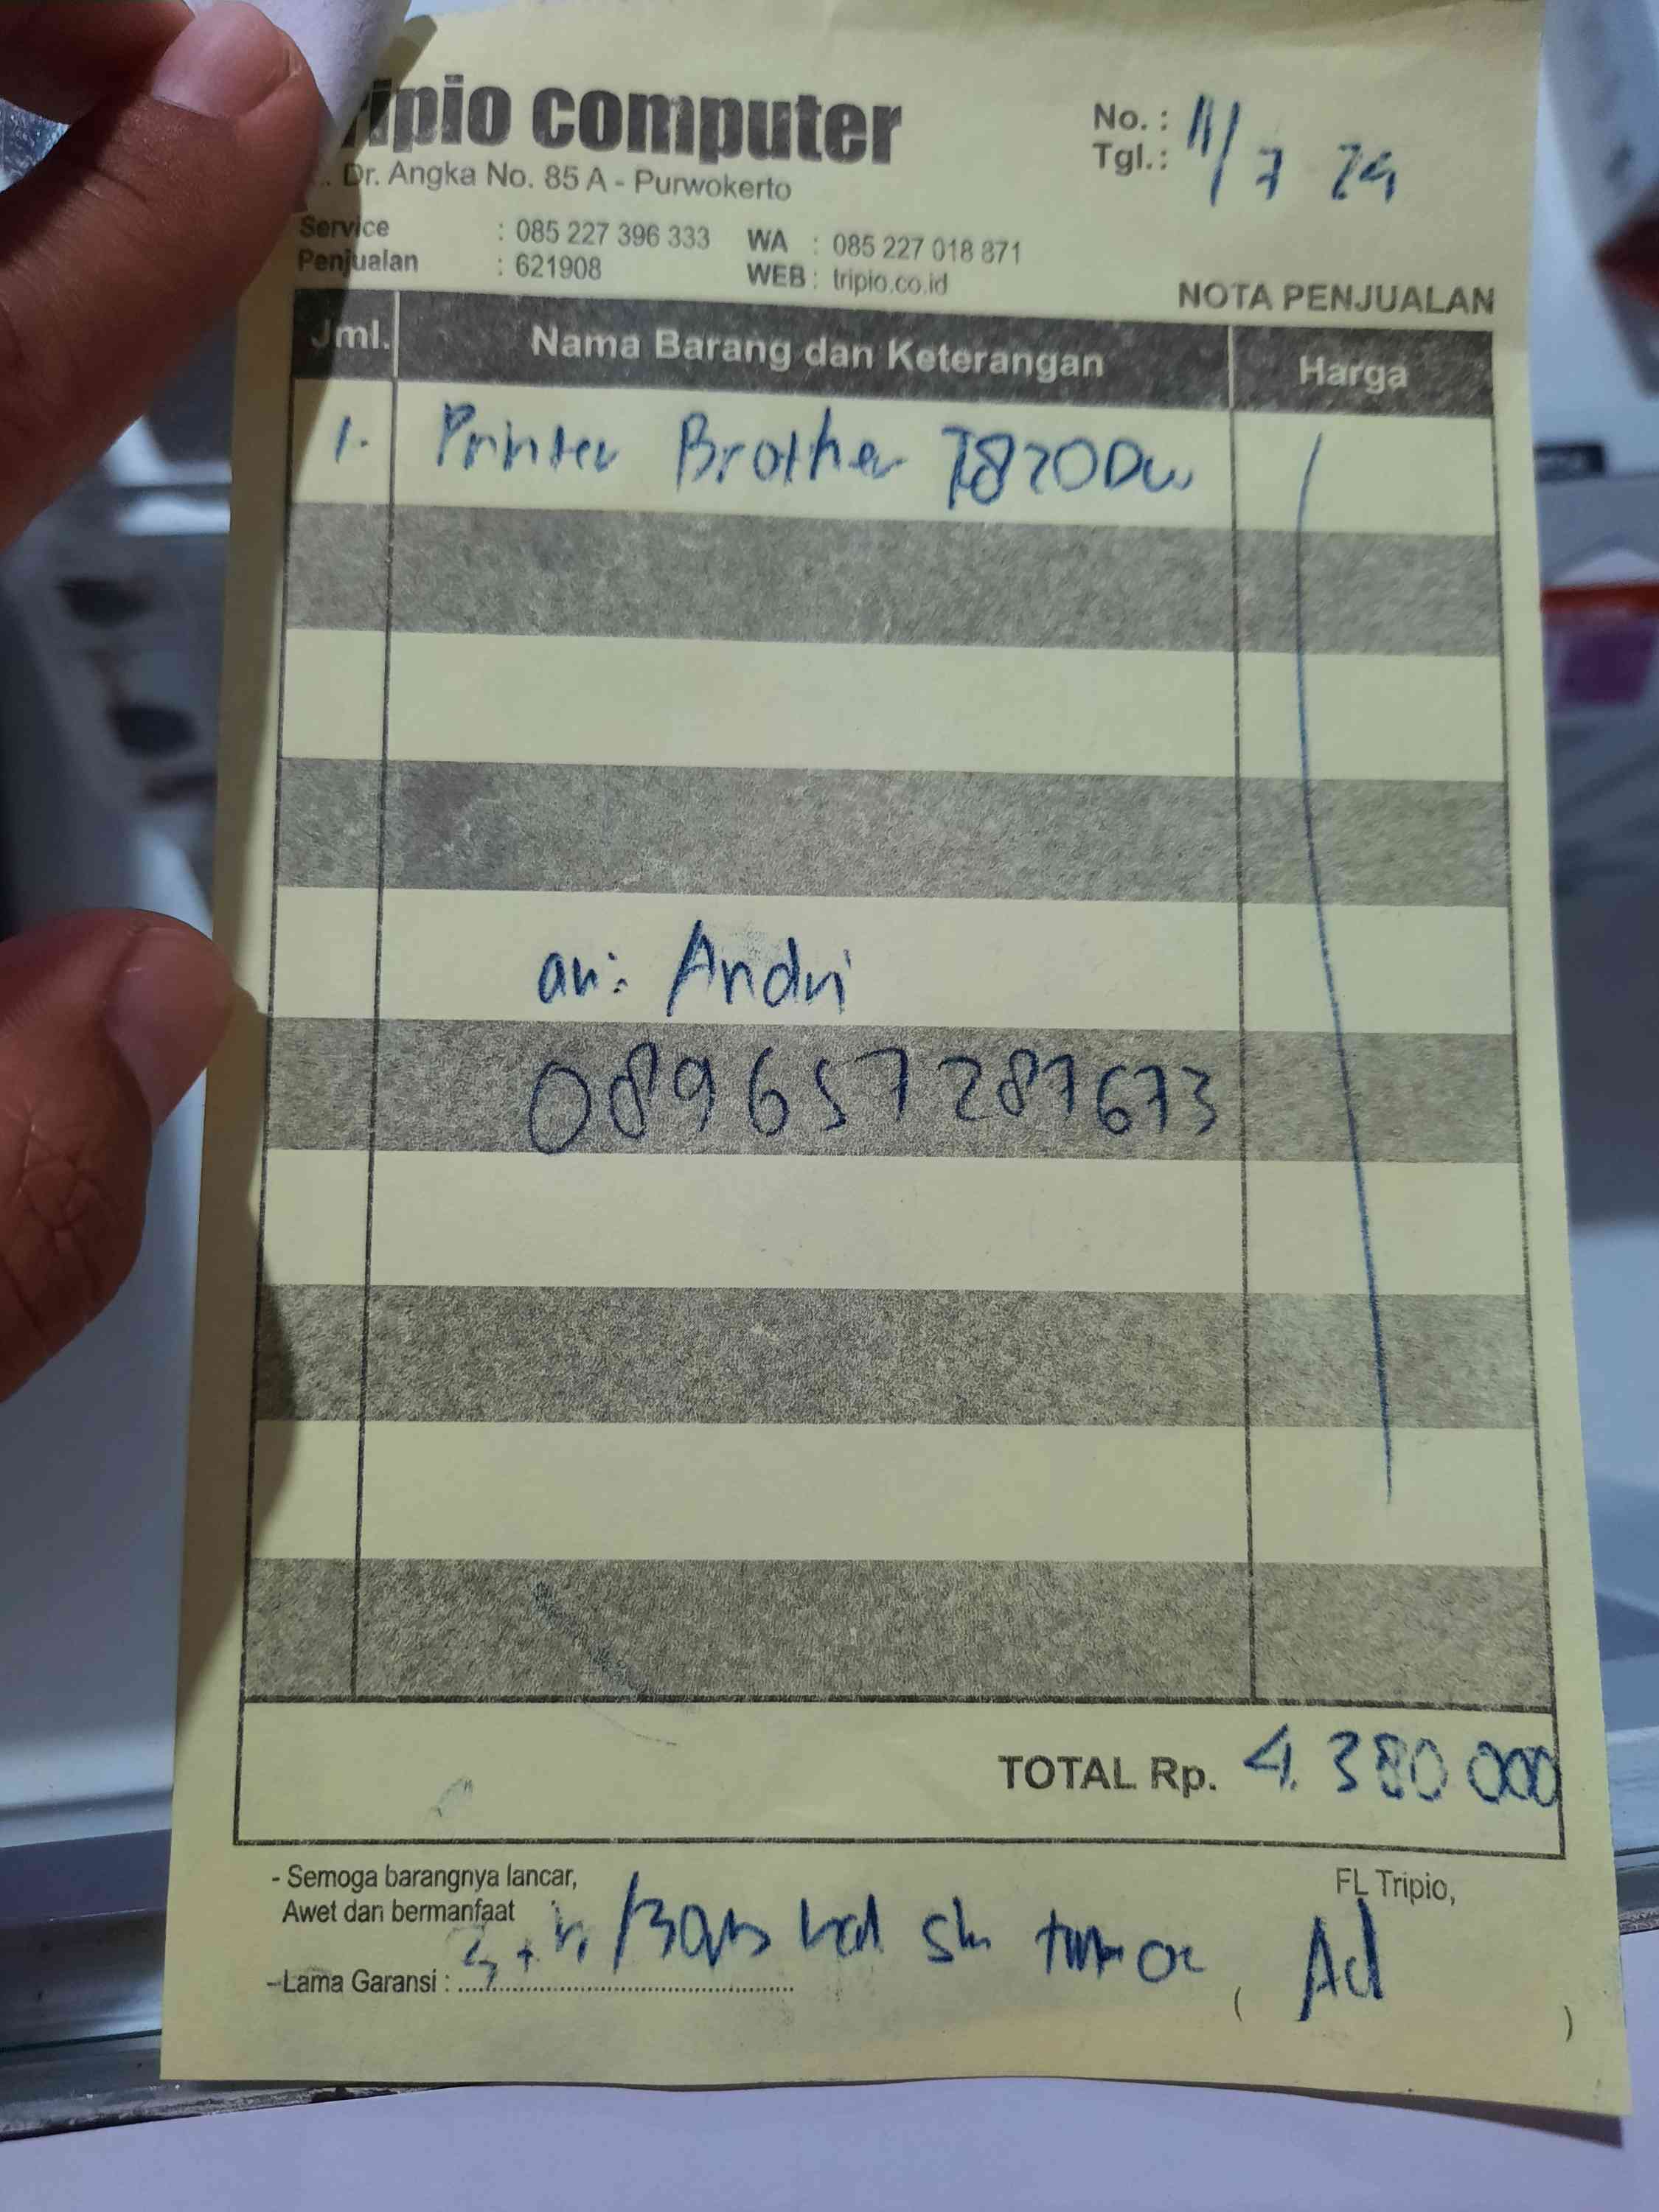 ripio computer
Dr. Angka No. 85 A - Purwokerto
No. :
Tgl. : 11/7 24
Service : 085 227 396 333 WA : 085 227 018 871
Penjualan : 621908 WEB : tripio.co.id
NOTA PENJUALAN
Jml. Nama Barang dan Keterangan Harga
1. Printer Brother T820Dw
an: Andri
089657287673
TOTAL Rp. 4.380 000
- Semoga barangnya lancar,
Awet dan bermanfaat
FL Tripio,
- Lama Garansi :
( Ad )